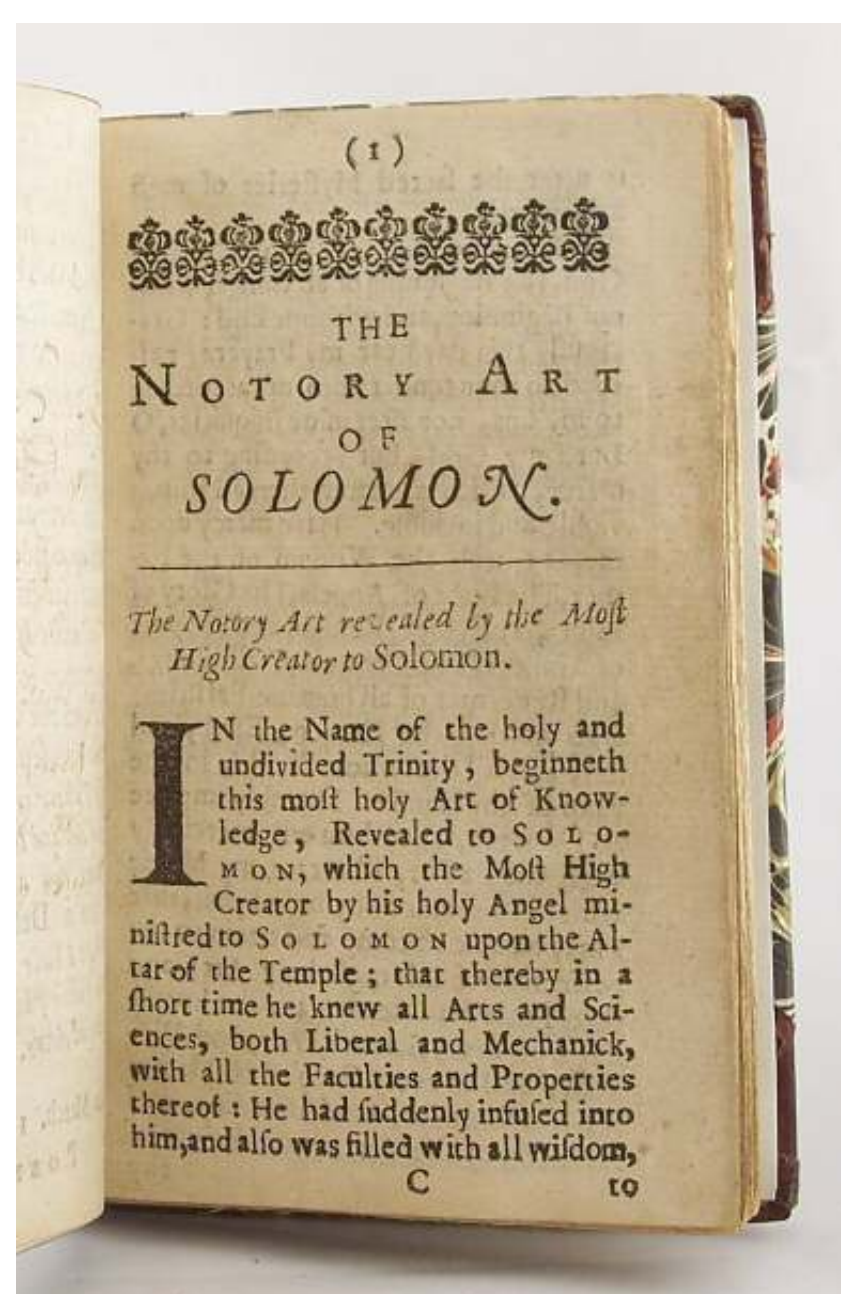 (1)
THE
NOTORY ART
OF
SOLOMON.
The Notory Art revealed by the Moſt
High Creator to Solomon.
IN the Name of the holy and
undivided Trinity, beginneth
this moſt holy Art of Know-
ledge, Revealed to SOLO-
MON, which the Moſt High
Creator by his holy Angel mi-
niſtred to SOLOMON upon the Al-
tar of the Temple; that thereby in a
ſhort time he knew all Arts and Sci-
ences, both Liberal and Mechanick,
with all the Faculties and Properties
thereof: He had ſuddenly infuſed into
him, and alſo was filled with all wiſdom,
C to